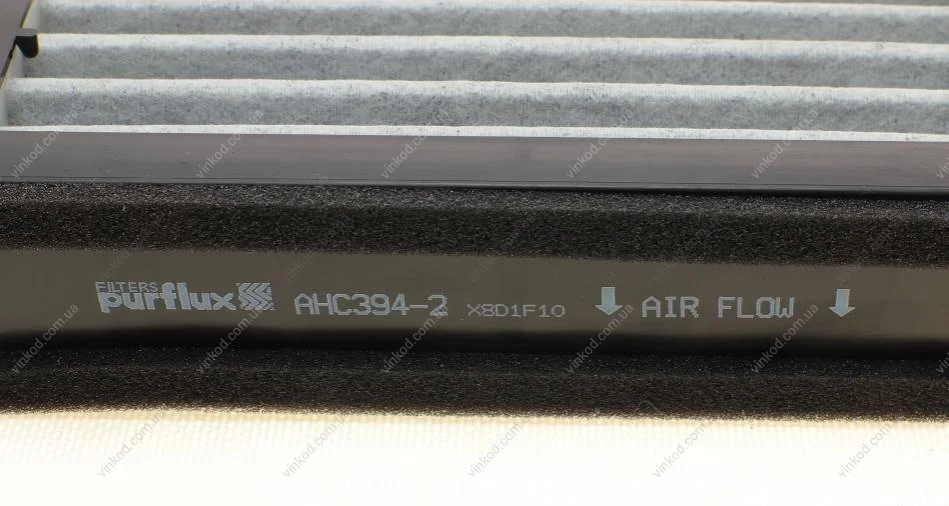 FILTERS
purflux AHC394-2 X8D1F10 AIR FLOW
vinkod.com.ua